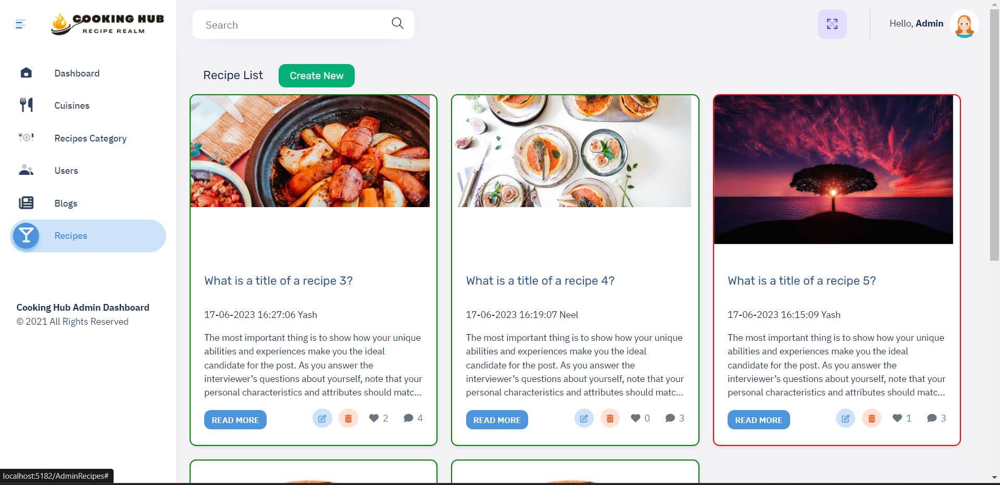 COOKING HUB
RECIPE REALM
Search
Hello, Admin
Dashboard
Cuisines
Recipes Category
Users
Blogs
Recipes
Cooking Hub Admin Dashboard
© 2021 All Rights Reserved
Recipe List
Create New
What is a title of a recipe 3?
17-06-2023 16:27:06 Yash
The most important thing is to show how your unique
abilities and experiences make you the ideal
candidate for the post. As you answer the
interviewer’s questions about yourself, note that your
personal characteristics and attributes should matc...
READ MORE
2
4
What is a title of a recipe 4?
17-06-2023 16:19:07 Neel
The most important thing is to show how your unique
abilities and experiences make you the ideal
candidate for the post. As you answer the
interviewer’s questions about yourself, note that your
personal characteristics and attributes should matc...
READ MORE
0
3
What is a title of a recipe 5?
17-06-2023 16:15:09 Yash
The most important thing is to show how your unique
abilities and experiences make you the ideal
candidate for the post. As you answer the
interviewer’s questions about yourself, note that your
personal characteristics and attributes should matc...
READ MORE
1
3
localhost:5182/AdminRecipes#